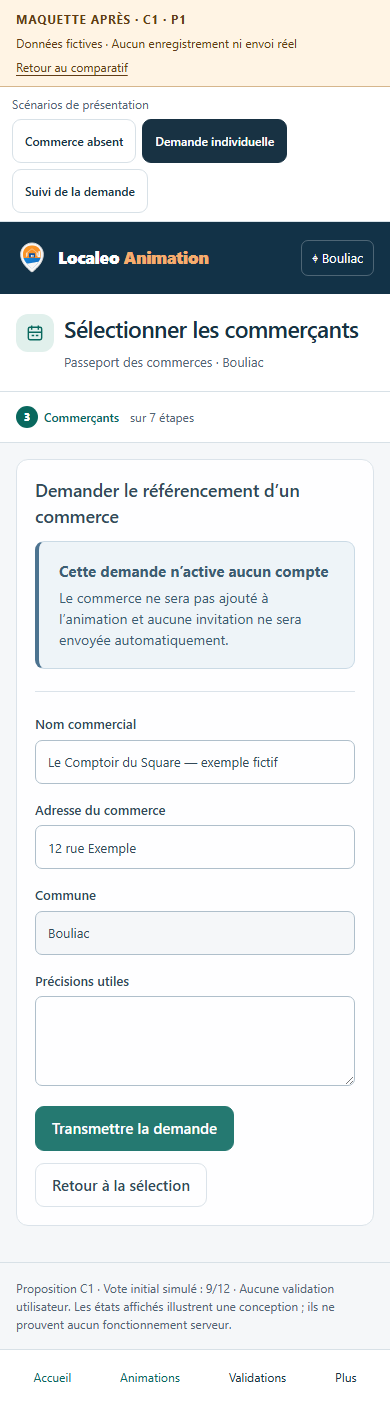 MAQUETTE APRÈS · C1 · P1
Données fictives · Aucun enregistrement ni envoi réel
Retour au comparatif
Scénarios de présentation
Commerce absent
Demande individuelle
Suivi de la demande
Localeo Animation
Bouliac
Sélectionner les commerçants
Passeport des commerces · Bouliac
3 Commerçants sur 7 étapes
Demander le référencement d’un
commerce
Cette demande n’active aucun compte
Le commerce ne sera pas ajouté à
l’animation et aucune invitation ne sera
envoyée automatiquement.
Nom commercial
Le Comptoir du Square — exemple fictif
Adresse du commerce
12 rue Exemple
Commune
Bouliac
Précisions utiles
Transmettre la demande
Retour à la sélection
Proposition C1 · Vote initial simulé : 9/12 · Aucune validation
utilisateur. Les états affichés illustrent une conception ; ils ne
prouvent aucun fonctionnement serveur.
Accueil
Animations
Validations
Plus